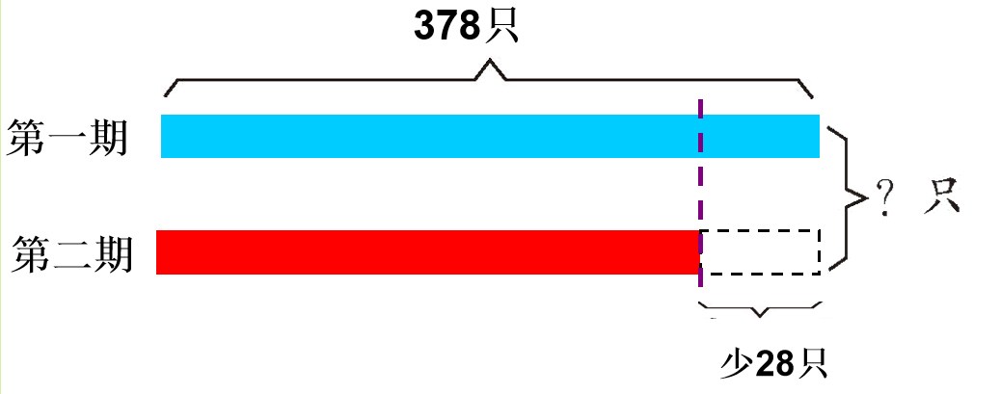 378只
第一期
? 只
第二期
少28只